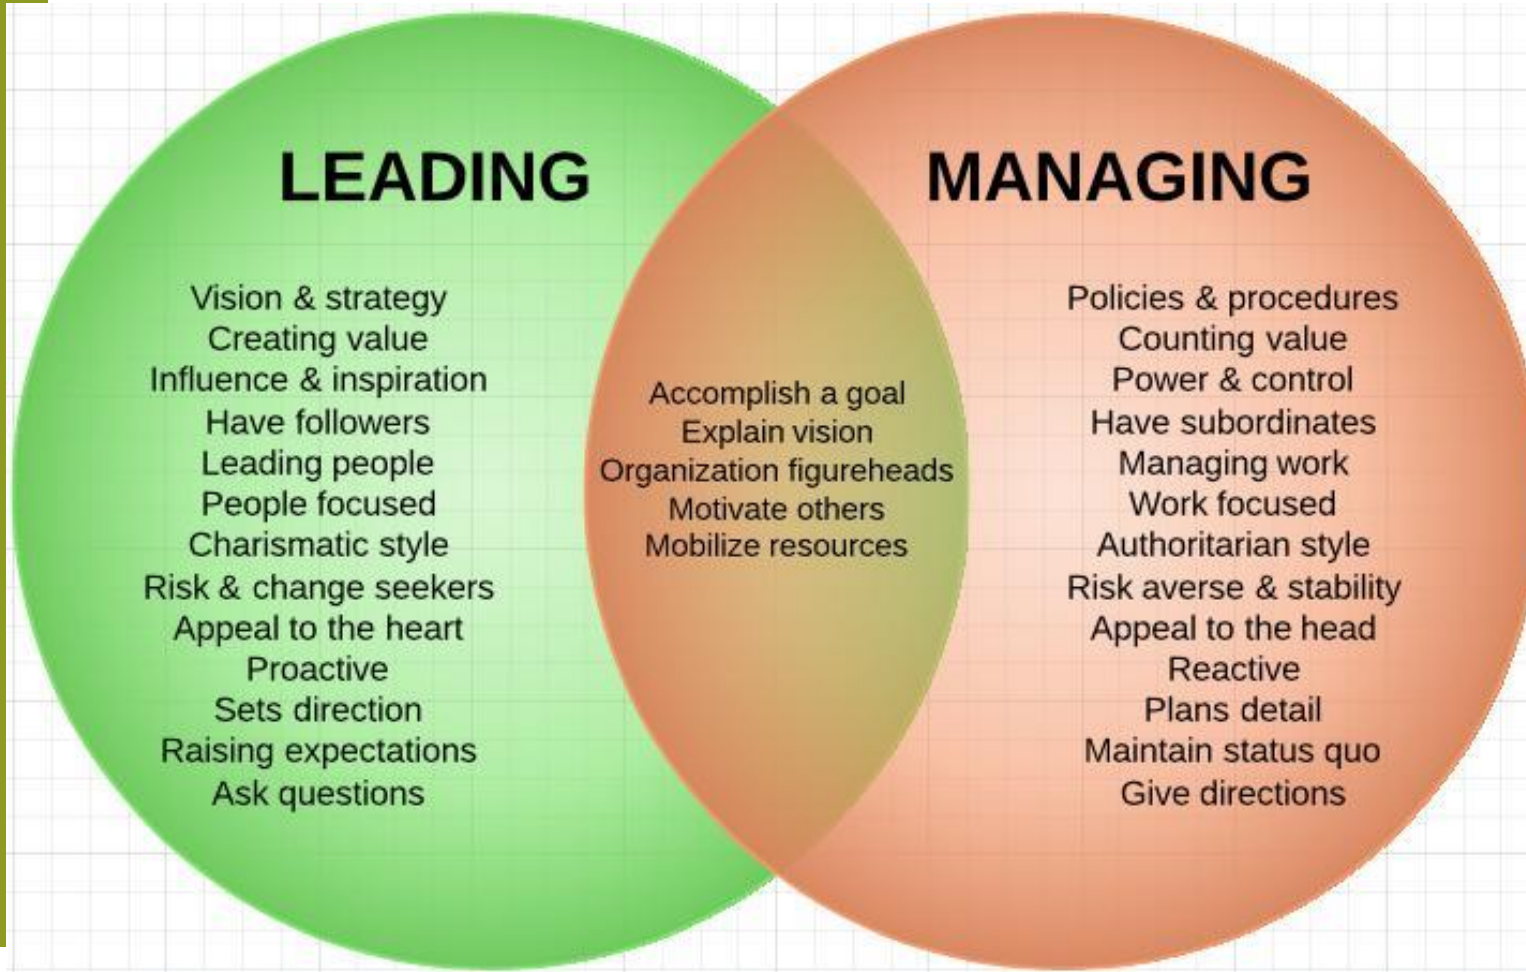 LEADING
Vision & strategy
Creating value
Influence & inspiration
Have followers
Leading people
People focused
Charismatic style
Risk & change seekers
Appeal to the heart
Proactive
Sets direction
Raising expectations
Ask questions
Accomplish a goal
Explain vision
Organization figureheads
Motivate others
Mobilize resources
MANAGING
Policies & procedures
Counting value
Power & control
Have subordinates
Managing work
Work focused
Authoritarian style
Risk averse & stability
Appeal to the head
Reactive
Plans detail
Maintain status quo
Give directions